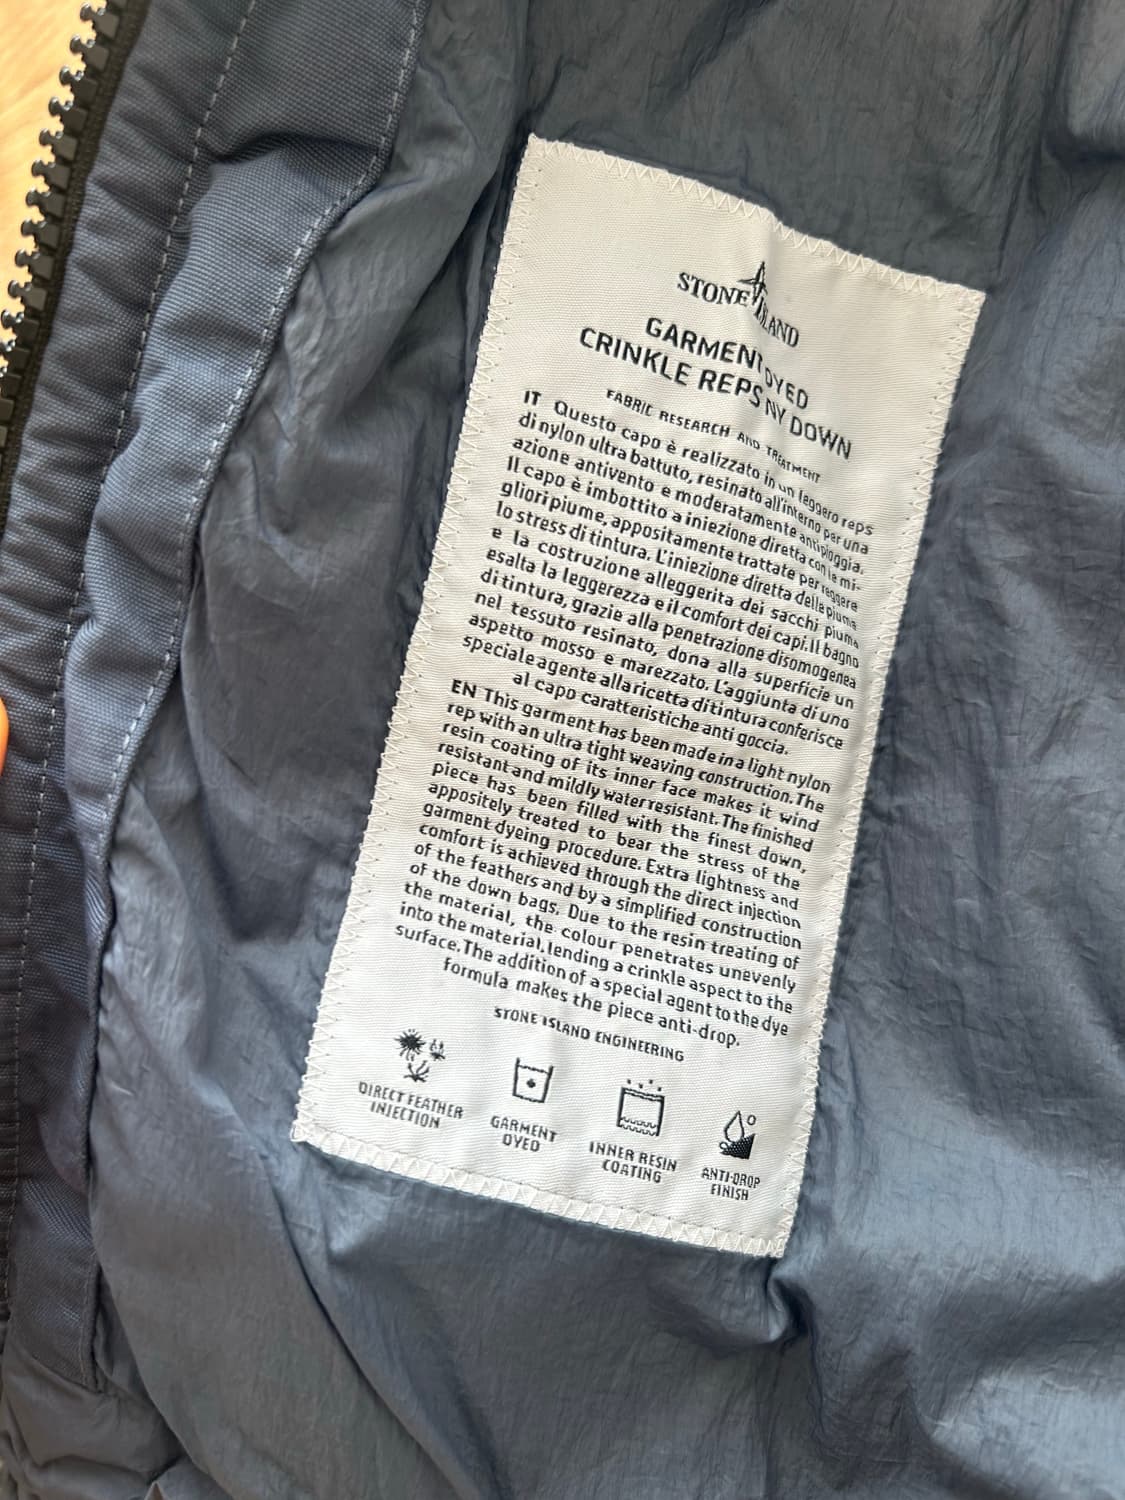 STONE ISLAND
GARMENT DYED
CRINKLE REPS NY DOWN
FABRIC RESEARCH AND TREATMENT
IT Questo capo è realizzato in un leggero reps
di nylon ultra battuto, resinato all'interno per una
azione antivento e moderatamente antipioggia.
Il capo è imbottito a iniezione diretta con le mi-
gliori piume, appositamente trattate per reggere
lo stress di tintura. L'iniezione diretta delle piuma
e la costruzione alleggerita dei sacchi piuma
esalta la leggerezza e il comfort dei capi. Il bagno
di tintura, grazie alla penetrazione disomogenea
nel tessuto resinato, dona alla superficie un
aspetto mosso e marezzato. L'aggiunta di uno
speciale agente alla ricetta di tintura conferisce
al capo caratteristiche anti goccia.
EN This garment has been made in a light nylon
rep with an ultra tight weaving construction. The
resin coating of its inner face makes it wind
resistant and mildly water resistant. The finished
piece has been filled with the finest down,
appositely treated to bear the stress of the
garment dyeing procedure. Extra lightness and
comfort is achieved through the direct injection
of the feathers and by a simplified construction
of the down bags. Due to the resin treating of
the material, the colour penetrates unevenly
into the material, lending a crinkle aspect to the
surface. The addition of a special agent to the dye
formula makes the piece anti-drop.
STONE ISLAND ENGINEERING
DIRECT FEATHER
INJECTION
GARMENT
DYED
INNER RESIN
COATING
ANTI-DROP
FINISH